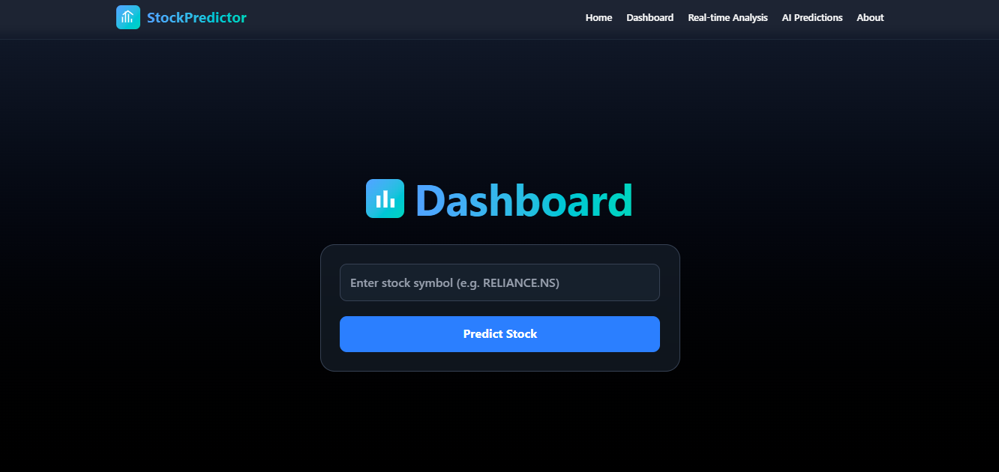 StockPredictor
Home Dashboard Real-time Analysis AI Predictions About
Dashboard
Enter stock symbol (e.g. RELIANCE.NS)
Predict Stock